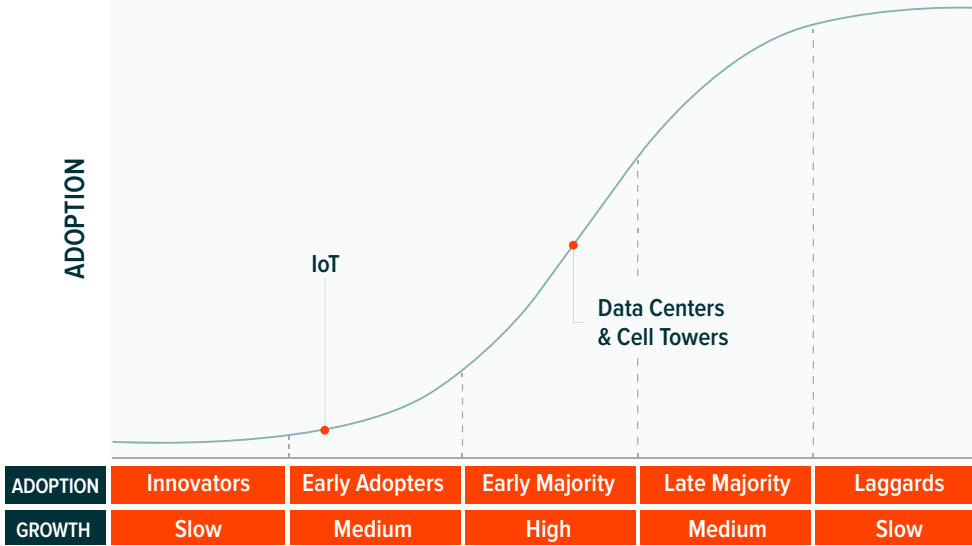 ADOPTION
IoT
Data Centers
& Cell Towers
ADOPTION Innovators Early Adopters Early Majority Late Majority Laggards
GROWTH Slow Medium High Medium Slow